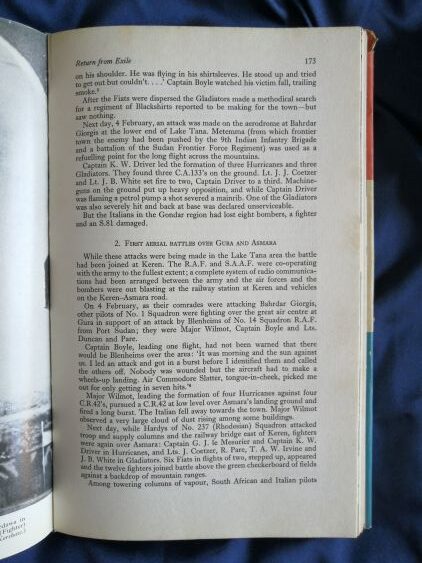 Return from Exile 173
on his shoulder. He was flying in his shirtsleeves. He stood up and tried
to get out but couldn't. . . .' Captain Boyle watched his victim fall, trailing
smoke.
After the Fiats were dispersed the Gladiators made a methodical search
for a regiment of Blackshirts reported to be making for the town—but
saw nothing.
Next day, 4 February, an attack was made on the aerodrome at Bahrdar
Giorgis at the lower end of Lake Tana. Metemma (from which frontier
town the enemy had been pushed by the 9th Indian Infantry Brigade
and a battalion of the Sudan Frontier Force Regiment) was used as a
refuelling point for the long flight across the mountains.
Captain K. W. Driver led the formation of three Hurricanes and three
Gladiators. They found three C.A.133's on the ground. Lt. J. J. Coetzer
and Lt. J. B. White set fire to two, Captain Driver to a third. Machine-
guns on the ground put up heavy opposition, and while Captain Driver
was flaming a petrol pump a shot severed a mainrib. One of the Gladiators
was also severely hit and back at base was declared unserviceable.
But the Italians in the Gondar region had lost eight bombers, a fighter
and an S.81 damaged.
2. FIRST AERIAL BATTLES OVER GURA AND ASMARA
While these attacks were being made in the Lake Tana area the battle
had been joined at Keren. The R.A.F. and S.A.A.F. were co-operating
with the army to the fullest extent; a complete system of radio communica-
tions had been arranged between the army and the air forces and the
bombers were out blasting at the railway station at Keren and vehicles
on the Keren–Asmara road.
On 4 February, as their comrades were attacking Bahrdar Giorgis,
other pilots of No. 1 Squadron were fighting over the great air centre at
Gura in support of an attack by Blenheims of No. 14 Squadron R.A.F.
from Port Sudan; they were Major Wilmot, Captain Boyle and Lts.
Duncan and Pare.
Captain Boyle, leading one flight, had not been warned that there
would be Blenheims over the area: 'It was morning and the sun against
us. I led an attack and got in a burst before I identified them and called
the others off. Nobody was wounded but the aircraft had to make a
wheels-up landing. Air Commodore Slatter, tongue-in-cheek, picked me
out for only getting in seven hits.'
Major Wilmot, leading the formation of four Hurricanes against four
C.R.42's, pursued a C.R.42 at low level over Asmara's landing ground and
fired a long burst. The Italian fell away towards the town. Major Wilmot
observed a very large cloud of dust rising among some buildings.
Next day, while Hardys of No. 237 (Rhodesian) Squadron attacked
troop and supply columns and the railway bridge east of Keren, fighters
were again over Asmara: Captain G. J. le Mesurier and Captain K. W.
Driver in Hurricanes, and Lts. J. Coetzer, R. Pare, T. A. W. Irvine and
J. B. White in Gladiators. Six Fiats in flights of two, stepped up, appeared
and the twelve fighters joined battle above the green checkerboard of fields
against a backdrop of mountain ranges.
Among towering columns of vapour, South African and Italian pilots